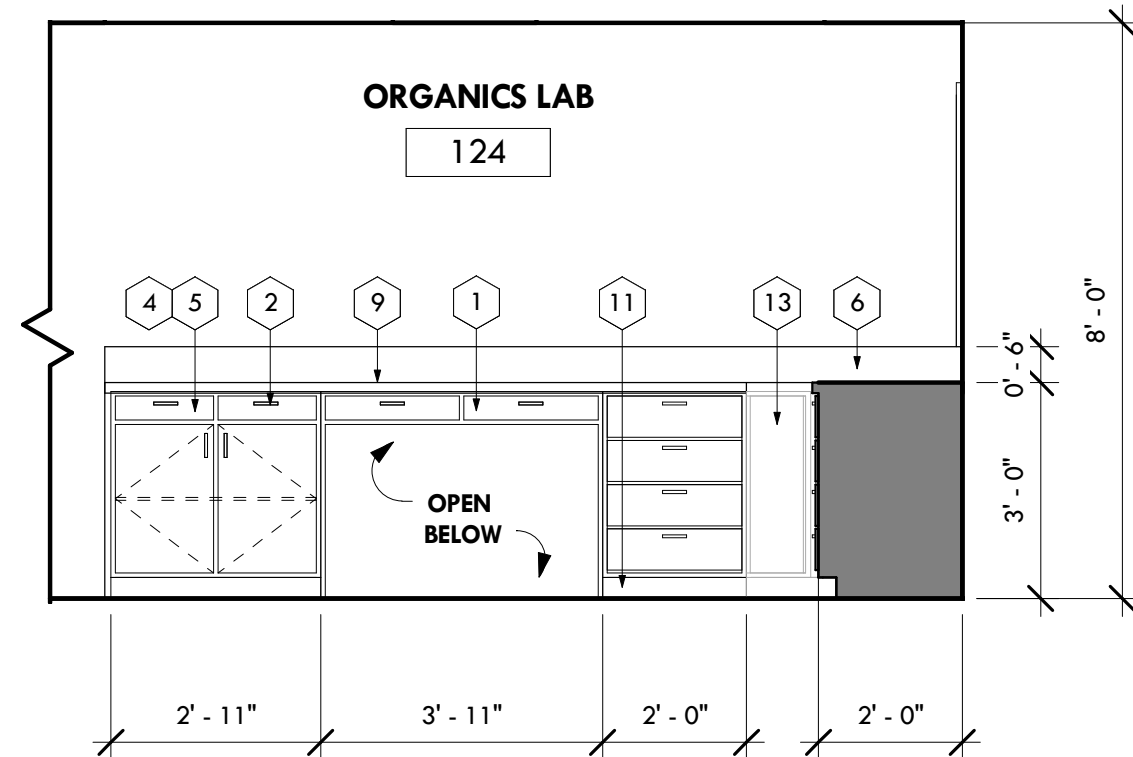 ORGANICS LAB
124
4
5
2
9
1
11
13
6
8' - 0"
0' - 6"
3' - 0"
OPEN
BELOW
2' - 11"
3' - 11"
2' - 0"
2' - 0"